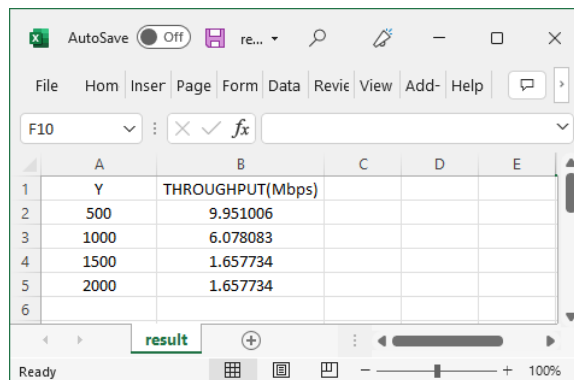 AutoSave Off re...
File Hom Inser Page Form Data Revie View Add- Help
F10 fx
A B C D E
1 Y THROUGHPUT(Mbps)
2 500 9.951006
3 1000 6.078083
4 1500 1.657734
5 2000 1.657734
6
result
Ready 100%